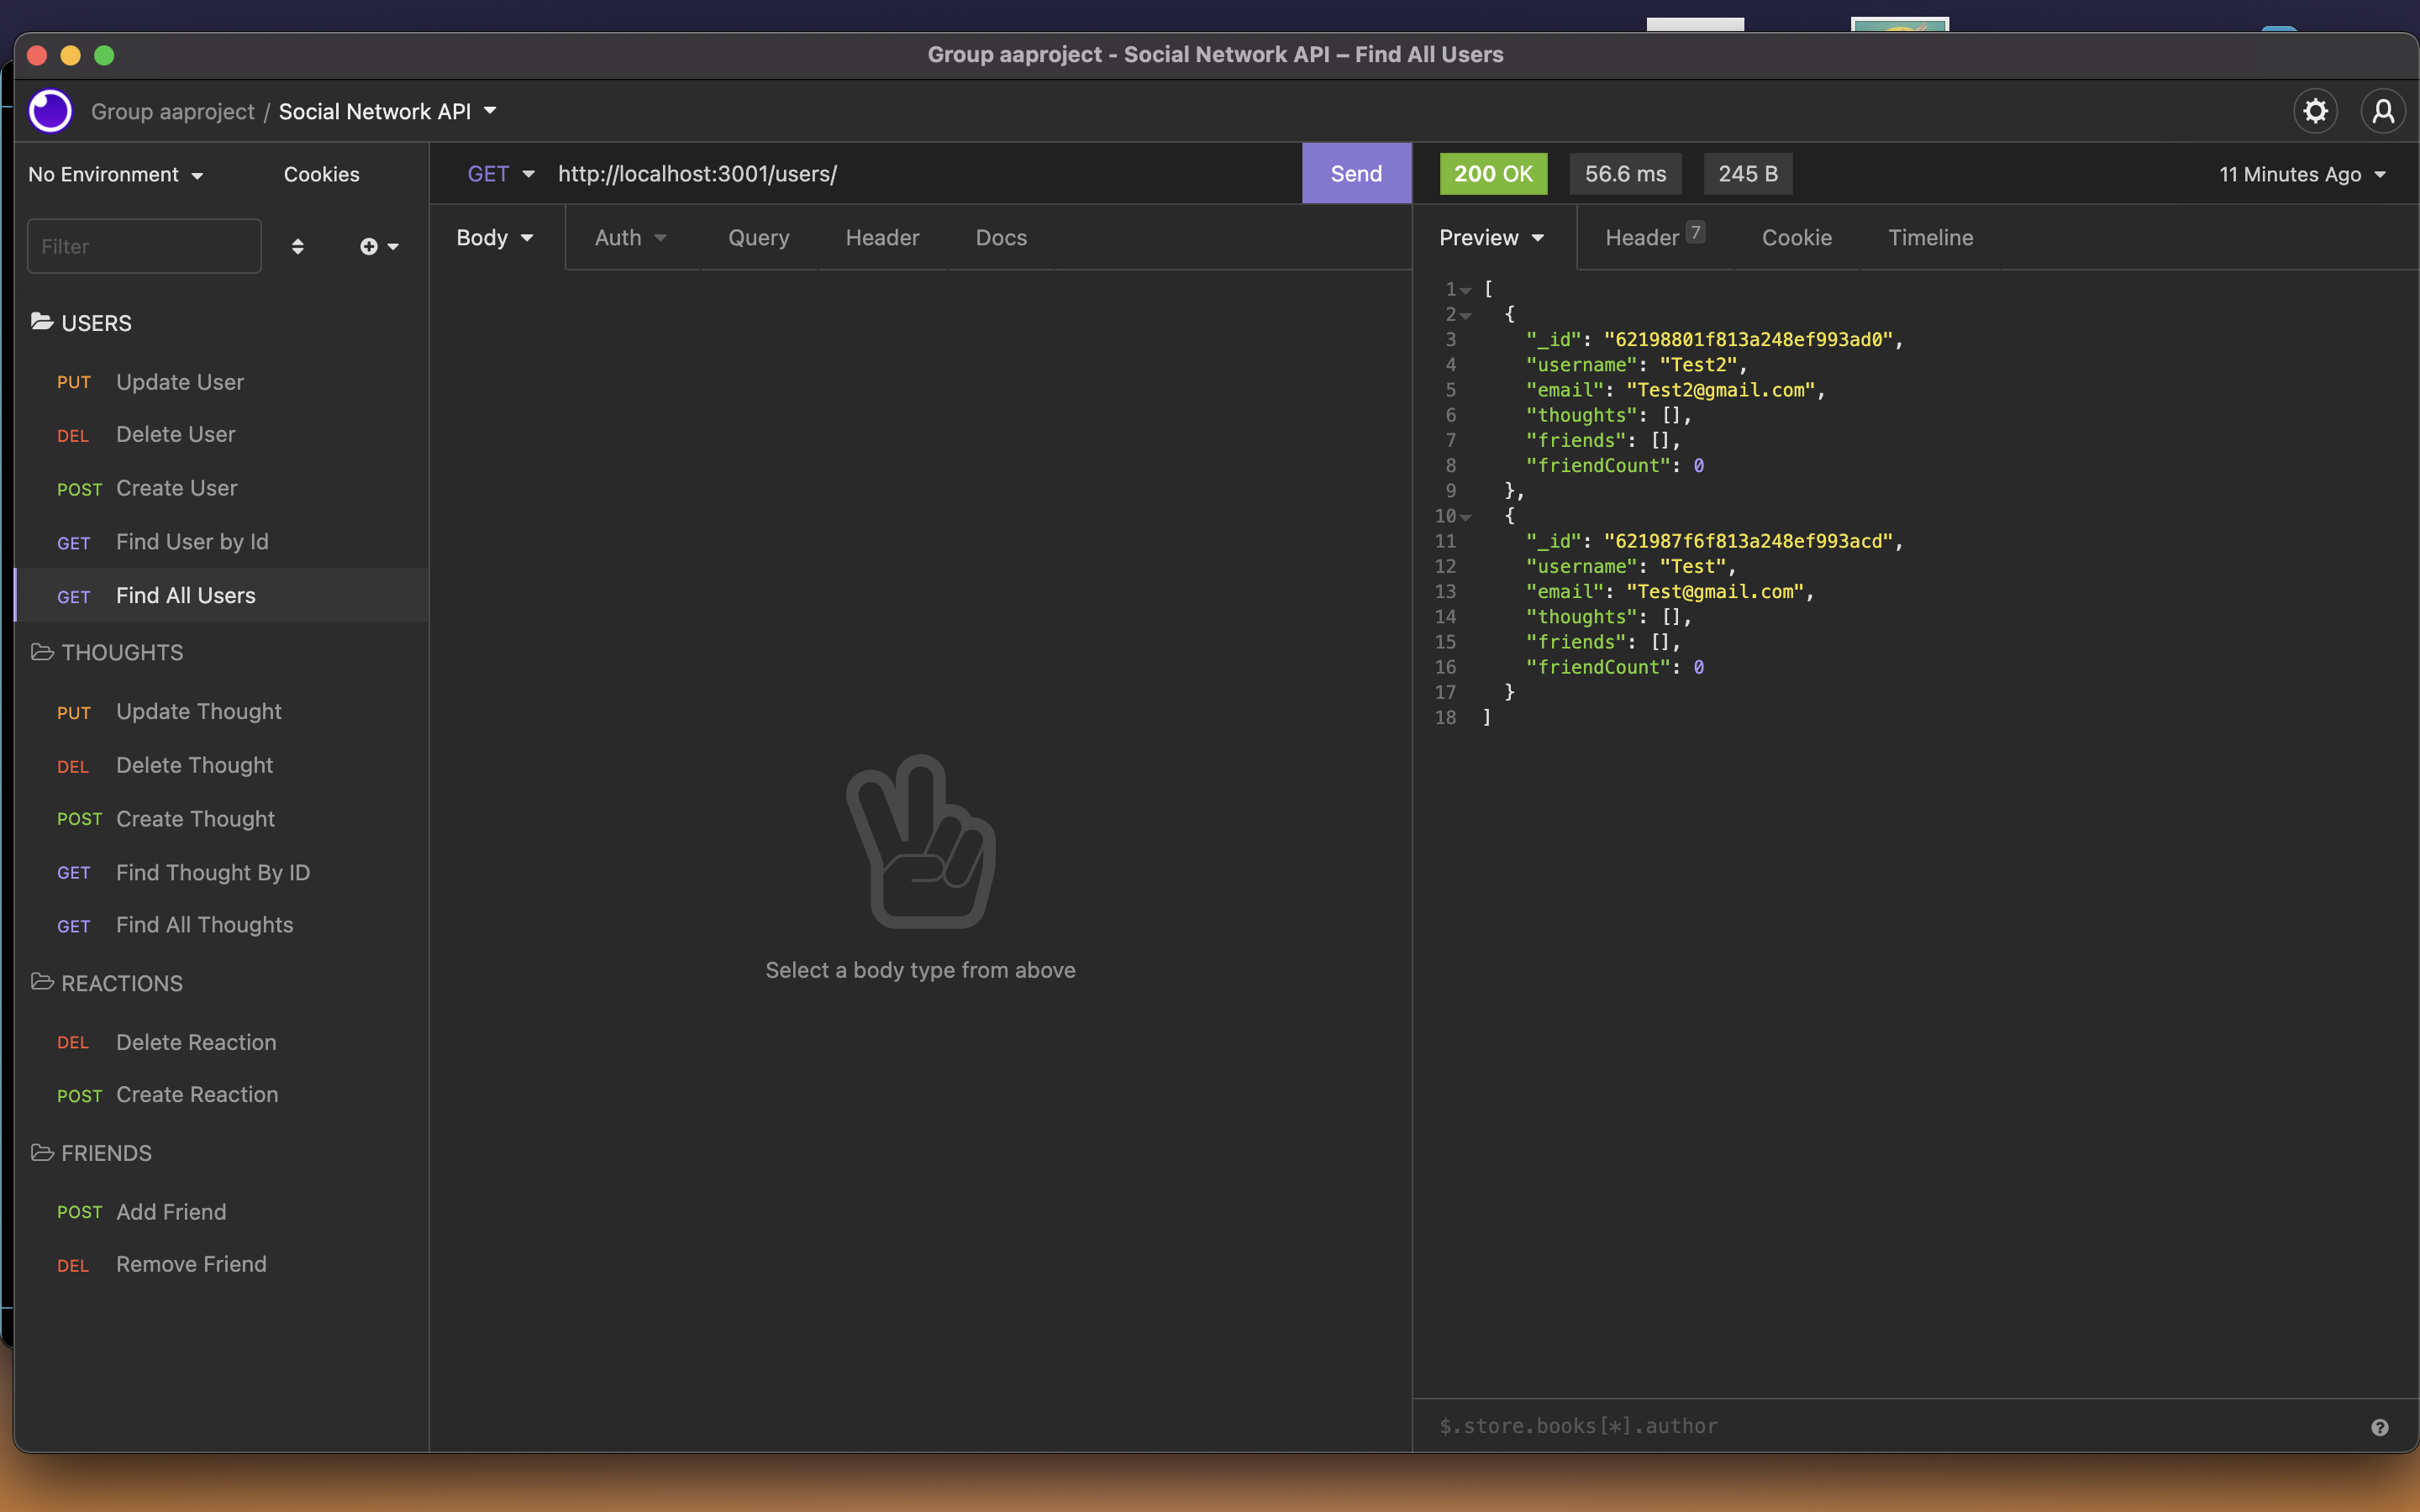 Group aaproject - Social Network API – Find All Users
Group aaproject / Social Network API
No Environment
Cookies
Filter
USERS
PUT Update User
DEL Delete User
POST Create User
GET Find User by Id
GET Find All Users
THOUGHTS
PUT Update Thought
DEL Delete Thought
POST Create Thought
GET Find Thought By ID
GET Find All Thoughts
REACTIONS
DEL Delete Reaction
POST Create Reaction
FRIENDS
POST Add Friend
DEL Remove Friend
GET http://localhost:3001/users/ Send
Body Auth Query Header Docs
Select a body type from above
200 OK 56.6 ms 245 B 11 Minutes Ago
Preview Header 7 Cookie Timeline
1 [
2 {
3 "_id": "62198801f813a248ef993ad0",
4 "username": "Test2",
5 "email": "Test2@gmail.com",
6 "thoughts": [],
7 "friends": [],
8 "friendCount": 0
9 },
10 {
11 "_id": "621987f6f813a248ef993acd",
12 "username": "Test",
13 "email": "Test@gmail.com",
14 "thoughts": [],
15 "friends": [],
16 "friendCount": 0
17 }
18 ]
$.store.books[*].author
?